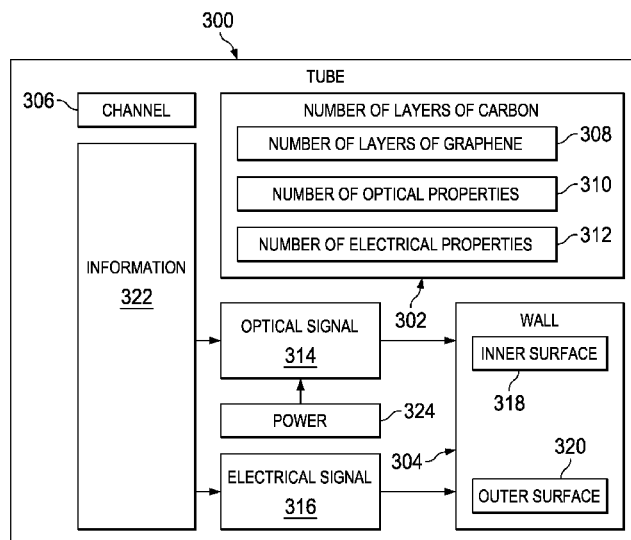 300
TUBE
306
CHANNEL
NUMBER OF LAYERS OF CARBON
NUMBER OF LAYERS OF GRAPHENE
308
NUMBER OF OPTICAL PROPERTIES
310
NUMBER OF ELECTRICAL PROPERTIES
312
302
INFORMATION
322
OPTICAL SIGNAL
314
POWER
324
ELECTRICAL SIGNAL
316
WALL
INNER SURFACE
318
304
320
OUTER SURFACE